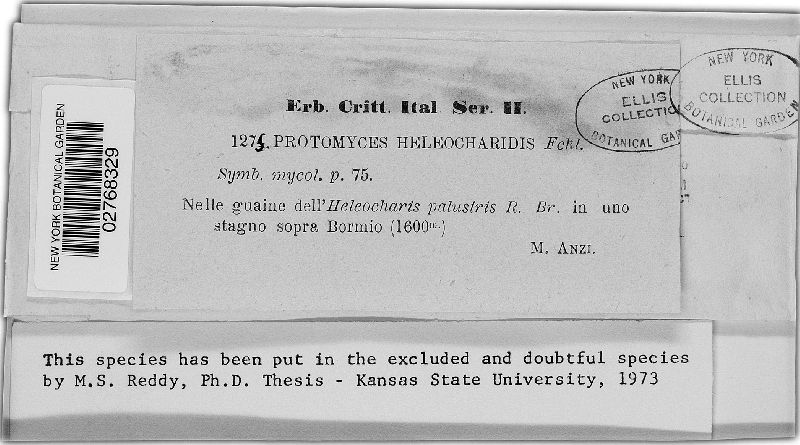 NEW YORK BOTANICAL GARDEN
02768329
Erb. Critt. Ital Ser. II.
NEW YORK
ELLIS
COLLECTIO
BOTANICAL GAR
NEW YORK
ELLIS
COLLECTION
BOTANICAL GARDEN
PROTOMYCES HELEOCHARIDIS Fckl.
Symb. mycol. p. 75.
Nelle guaine dell'Heleocharis palustris R. Br. in uno
stagno sopra Bormio (1600m.)
M. ANZI.
This species has been put in the excluded and doubtful species
by M.S. Reddy, Ph.D. Thesis - Kansas State University, 1973